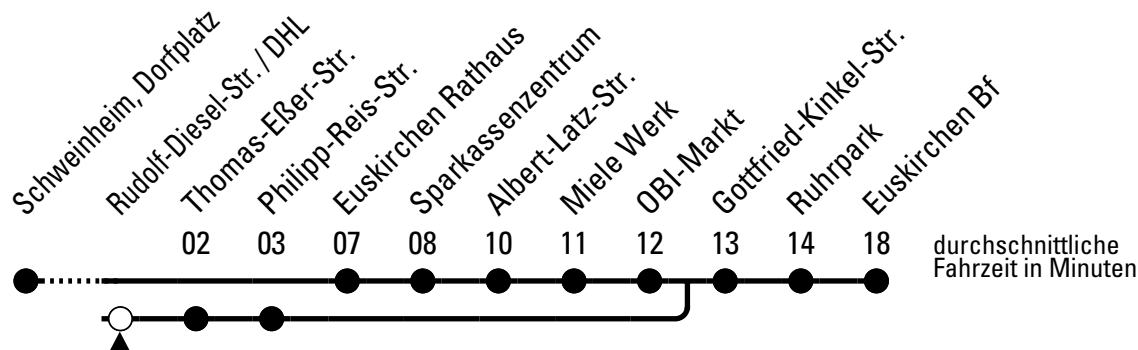 Schweinheim, Dorfplatz
Rudolf-Diesel-Str. / DHL
Thomas-Eßer-Str.
Philipp-Reis-Str.
Euskirchen Rathaus
Sparkassenzentrum
Albert-Latz-Str.
Miele Werk
OBI-Markt
Gottfried-Kinkel-Str.
Ruhrpark
Euskirchen Bf
02 03 07 08 10 11 12 13 14 18
durchschnittliche
Fahrzeit in Minuten